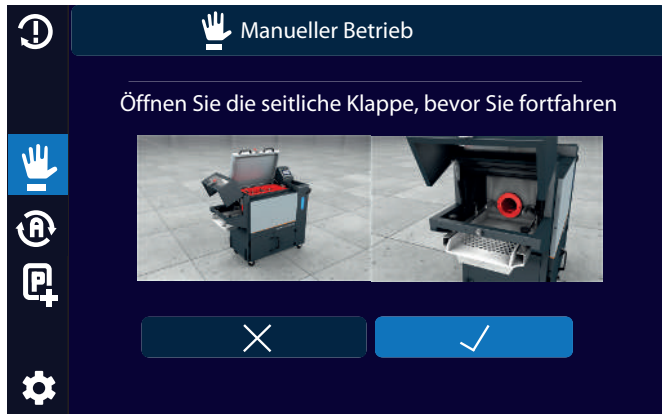 Manueller Betrieb
Öffnen Sie die seitliche Klappe, bevor Sie fortfahren
A
P